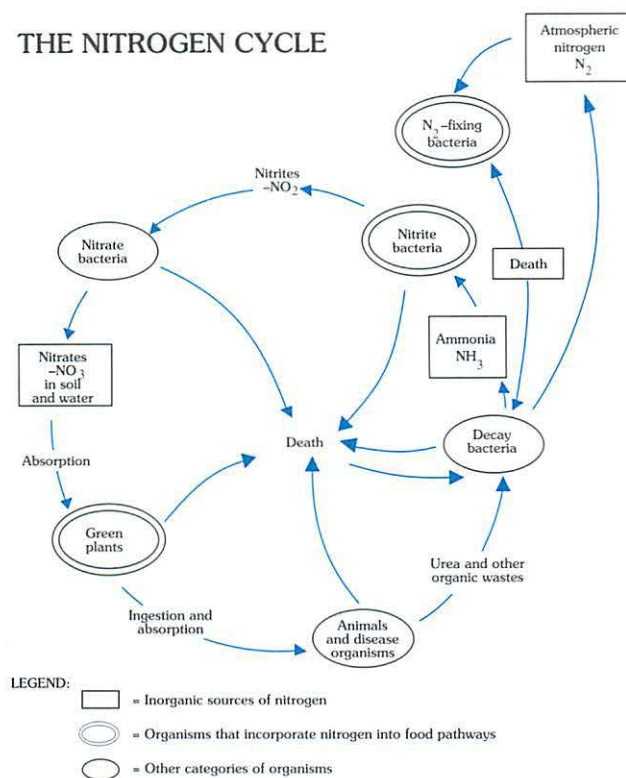 THE NITROGEN CYCLE
Atmospheric
nitrogen
N₂
N₂-fixing
bacteria
Nitrites
–NO₂
Nitrate
bacteria
Nitrite
bacteria
Death
Nitrates
–NO₃
in soil
and water
Ammonia
NH₃
Absorption
Death
Decay
bacteria
Green
plants
Urea and other
organic wastes
Ingestion and
absorption
Animals
and disease
organisms
LEGEND:
= Inorganic sources of nitrogen
= Organisms that incorporate nitrogen into food pathways
= Other categories of organisms